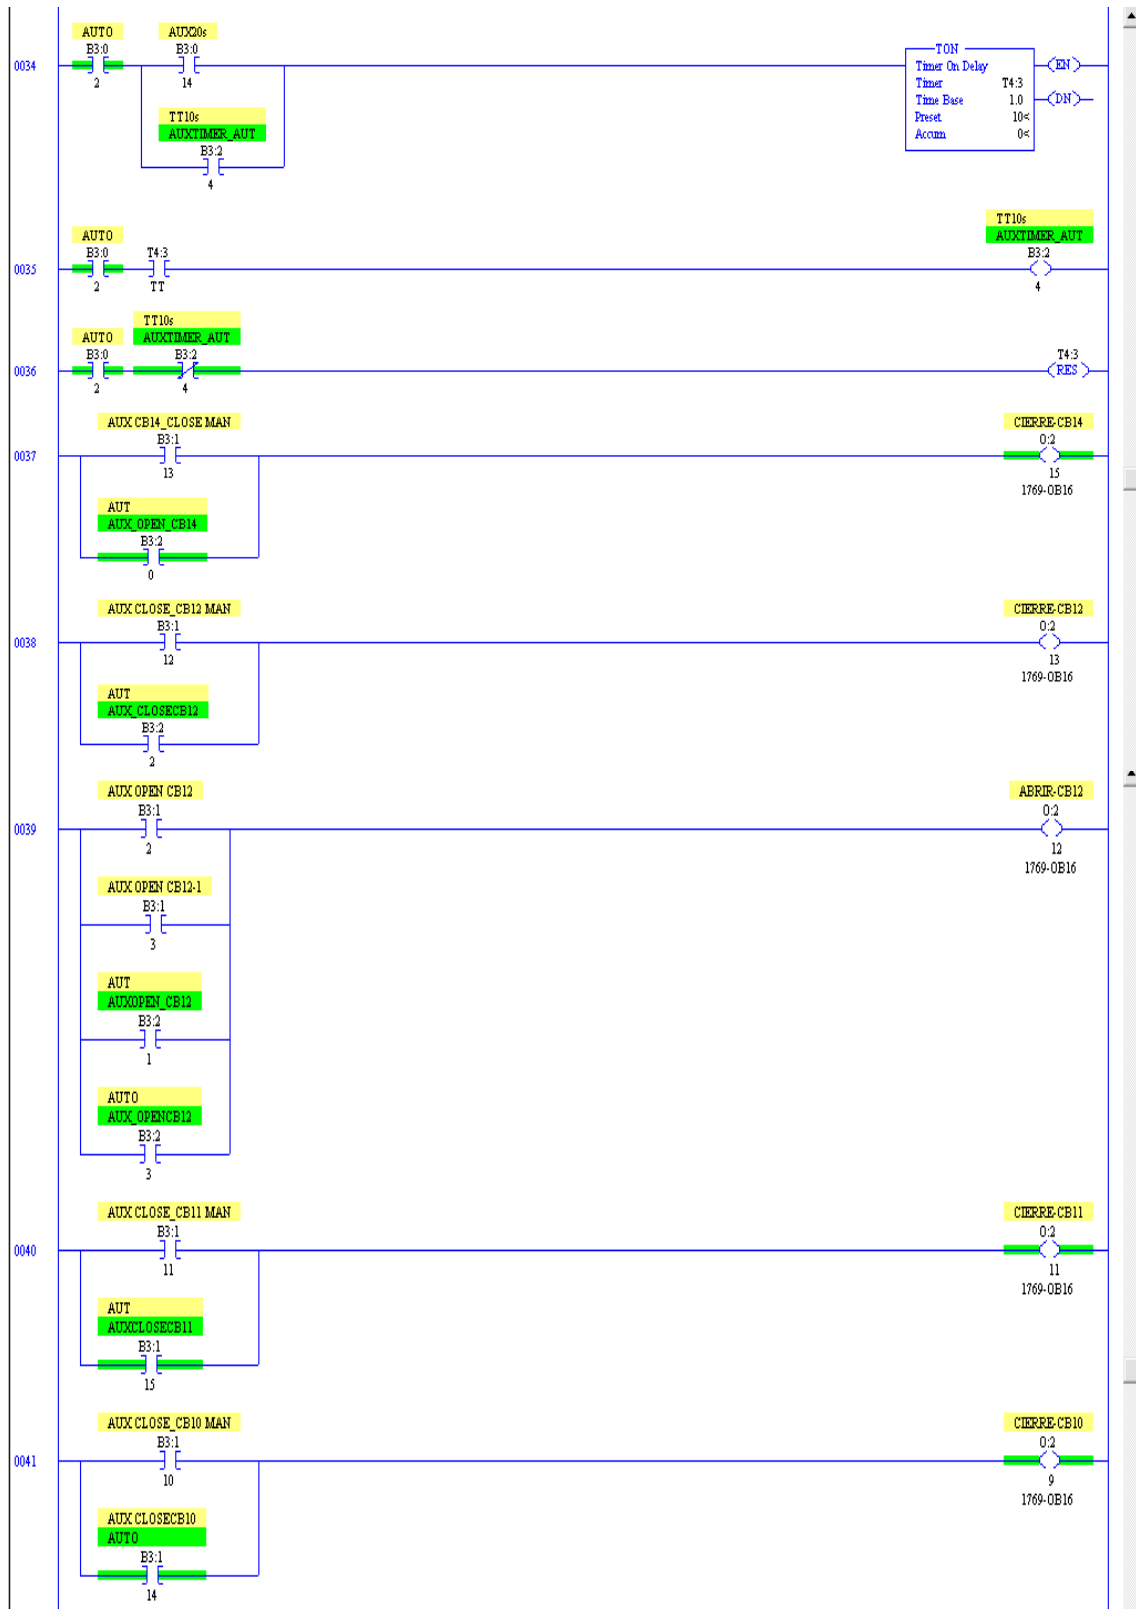 AUTO AUX20s
B3:0 B3:0
TON
0034 Timer On Delay EN
2 14 Timer T4:3
Time Base 1.0 DN
TT10s Preset 10<
AUXTIMER_AUT Accum 0<
B3:2
4
TT10s
AUTO AUXTIMER_AUT
B3:0 T4:3 B3:2
0035
2 TT 4
TT10s
AUTO AUXTIMER_AUT
B3:0 B3:2 T4:3
0036 RES
2 4
AUX CB14_CLOSE MAN CIERRE-CB14
B3:1 O:2
0037
13 15
1769-OB16
AUT
AUX_OPEN_CB14
B3:2
0
AUX CLOSE_CB12 MAN CIERRE-CB12
B3:1 O:2
0038
12 13
1769-OB16
AUT
AUX_CLOSECB12
B3:2
2
AUX OPEN CB12 ABRIR-CB12
B3:1 O:2
0039
2 12
1769-OB16
AUX OPEN CB12-1
B3:1
3
AUT
AUXOPEN_CB12
B3:2
1
AUTO
AUX_OPENCB12
B3:2
3
AUX CLOSE_CB11 MAN CIERRE-CB11
B3:1 O:2
0040
11 11
1769-OB16
AUT
AUXCLOSECB11
B3:1
15
AUX CLOSE_CB10 MAN CIERRE-CB10
B3:1 O:2
0041
10 9
1769-OB16
AUX CLOSECB10
AUTO
B3:1
14